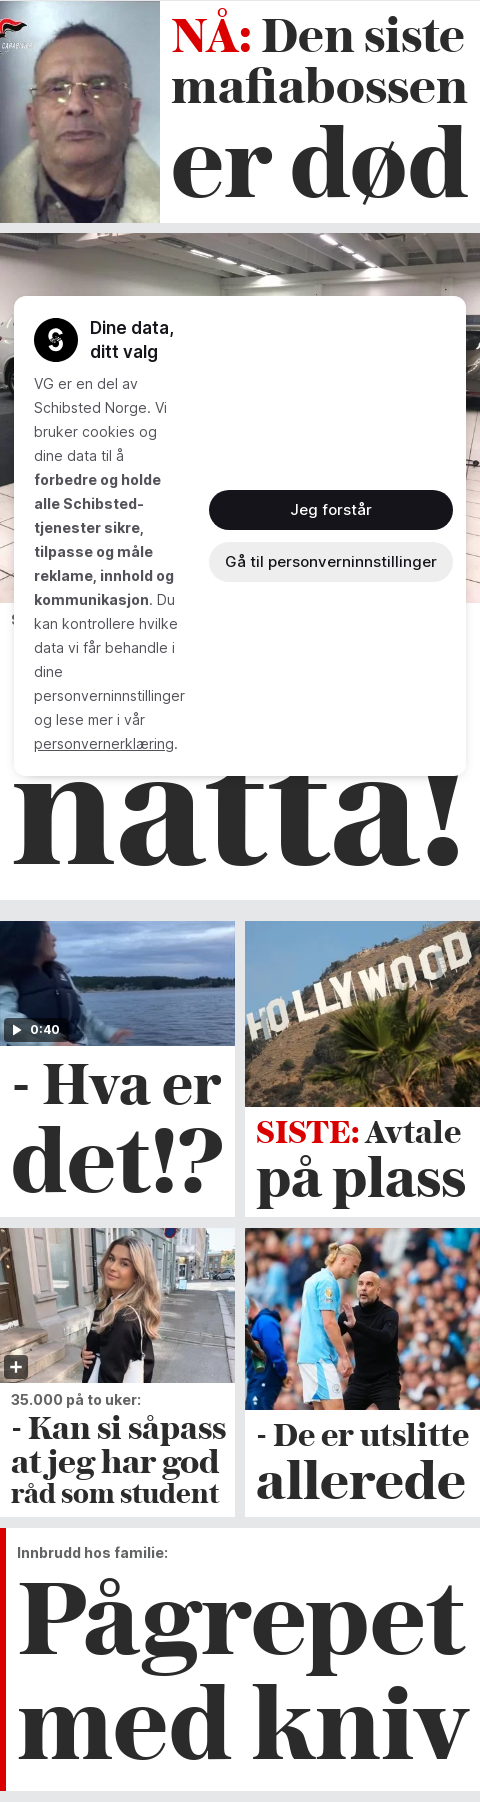 CARABINIERI
NÅ: Den siste
mafiabossen
er død
Dine data,
ditt valg
VG er en del av
Schibsted Norge. Vi
bruker cookies og
dine data til å
forbedre og holde
alle Schibsted-
tjenester sikre,
tilpasse og måle
reklame, innhold og
kommunikasjon. Du
kan kontrollere hvilke
data vi får behandle i
dine
personverninnstillinger
og lese mer i vår
personvernerklæring.
Jeg forstår
Gå til personverninnstillinger
natta!
0:40
- Hva er
det!?
HOLLYWOOD
SISTE: Avtale
på plass
35.000 på to uker:
- Kan si såpass
at jeg har god
råd som student
- De er utslitte
allerede
Innbrudd hos familie:
Pågrepet
med kniv